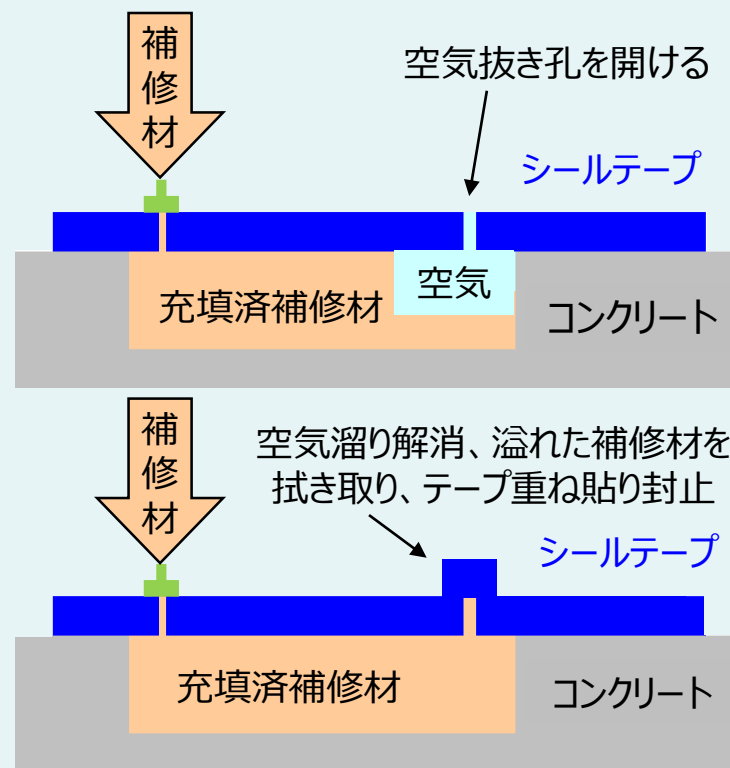 補修材
空気抜き孔を開ける
シールテープ
空気
充填済補修材
コンクリート
補修材
空気溜り解消、溢れた補修材を
拭き取り、テープ重ね貼り封止
シールテープ
充填済補修材
コンクリート